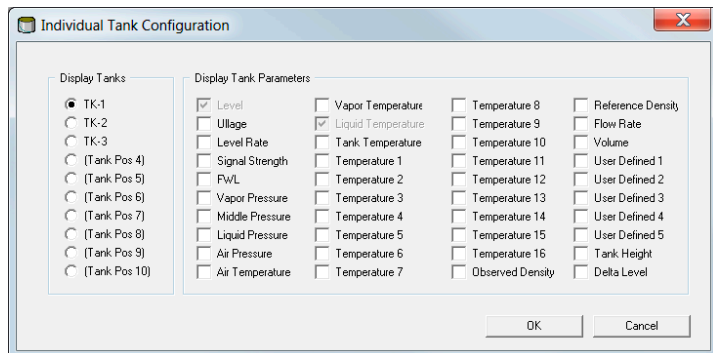 Individual Tank Configuration
Display Tanks
TK-1
TK-2
TK-3
(Tank Pos 4)
(Tank Pos 5)
(Tank Pos 6)
(Tank Pos 7)
(Tank Pos 8)
(Tank Pos 9)
(Tank Pos 10)
Display Tank Parameters
Level
Ullage
Level Rate
Signal Strength
FWL
Vapor Pressure
Middle Pressure
Liquid Pressure
Air Pressure
Air Temperature
Vapor Temperature
Liquid Temperature
Tank Temperature
Temperature 1
Temperature 2
Temperature 3
Temperature 4
Temperature 5
Temperature 6
Temperature 7
Temperature 8
Temperature 9
Temperature 10
Temperature 11
Temperature 12
Temperature 13
Temperature 14
Temperature 15
Temperature 16
Observed Density
Reference Density
Flow Rate
Volume
User Defined 1
User Defined 2
User Defined 3
User Defined 4
User Defined 5
Tank Height
Delta Level
OK
Cancel